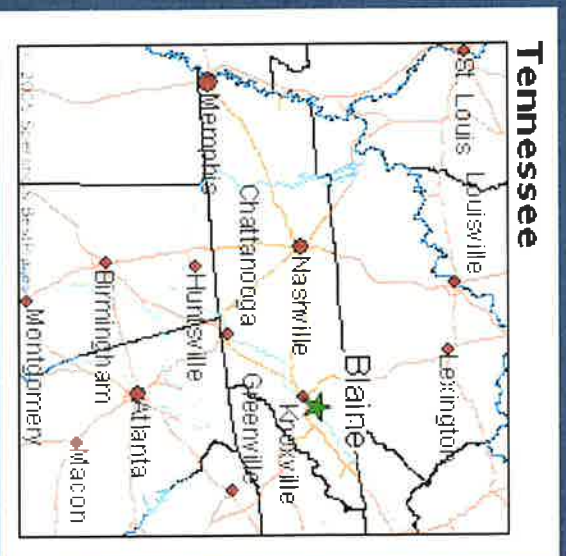 Tennessee
St. Louis
Louisville
Lexington
Blaine
Nashville
Knoxville
Memphis
Chattanooga
Greenville
Huntsville
Birmingham
Atlanta
Macon
Montgomery